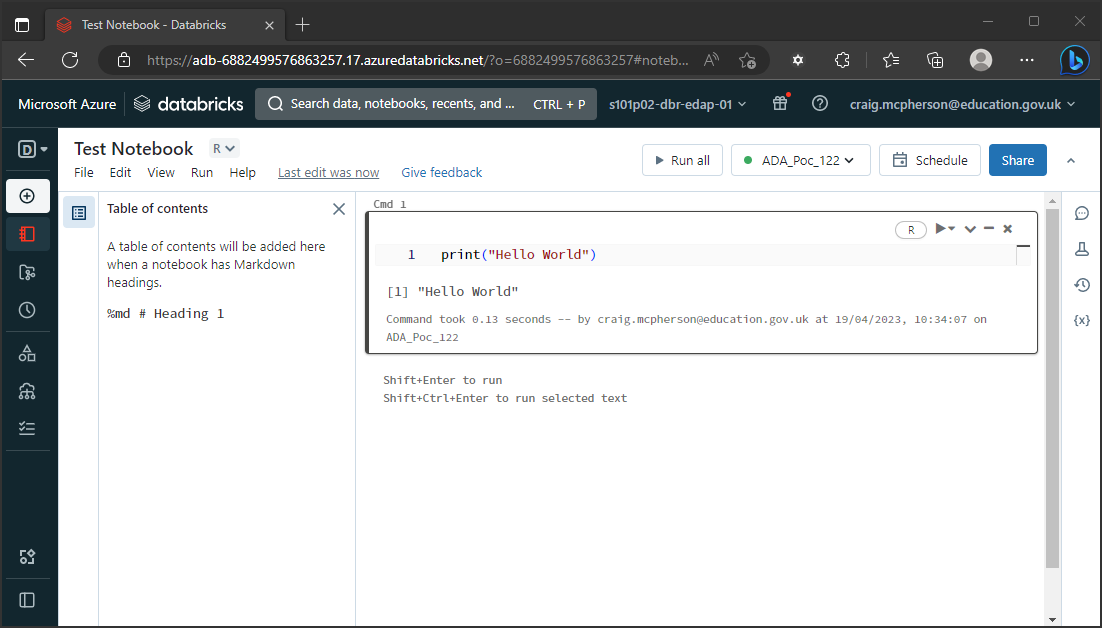 Test Notebook - Databricks
https://adb-6882499576863257.17.azuredatabricks.net/?o=6882499576863257#noteb...
Microsoft Azure
databricks
Search data, notebooks, recents, and ...
CTRL + P
s101p02-dbr-edap-01
craig.mcpherson@education.gov.uk
D
Test Notebook
R
File Edit View Run Help Last edit was now Give feedback
Run all
ADA_Poc_122
Schedule
Share
Table of contents
A table of contents will be added here
when a notebook has Markdown
headings.
%md # Heading 1
Cmd 1
R
1 print("Hello World")
[1] "Hello World"
Command took 0.13 seconds -- by craig.mcpherson@education.gov.uk at 19/04/2023, 10:34:07 on
ADA_Poc_122
Shift+Enter to run
Shift+Ctrl+Enter to run selected text
{x}